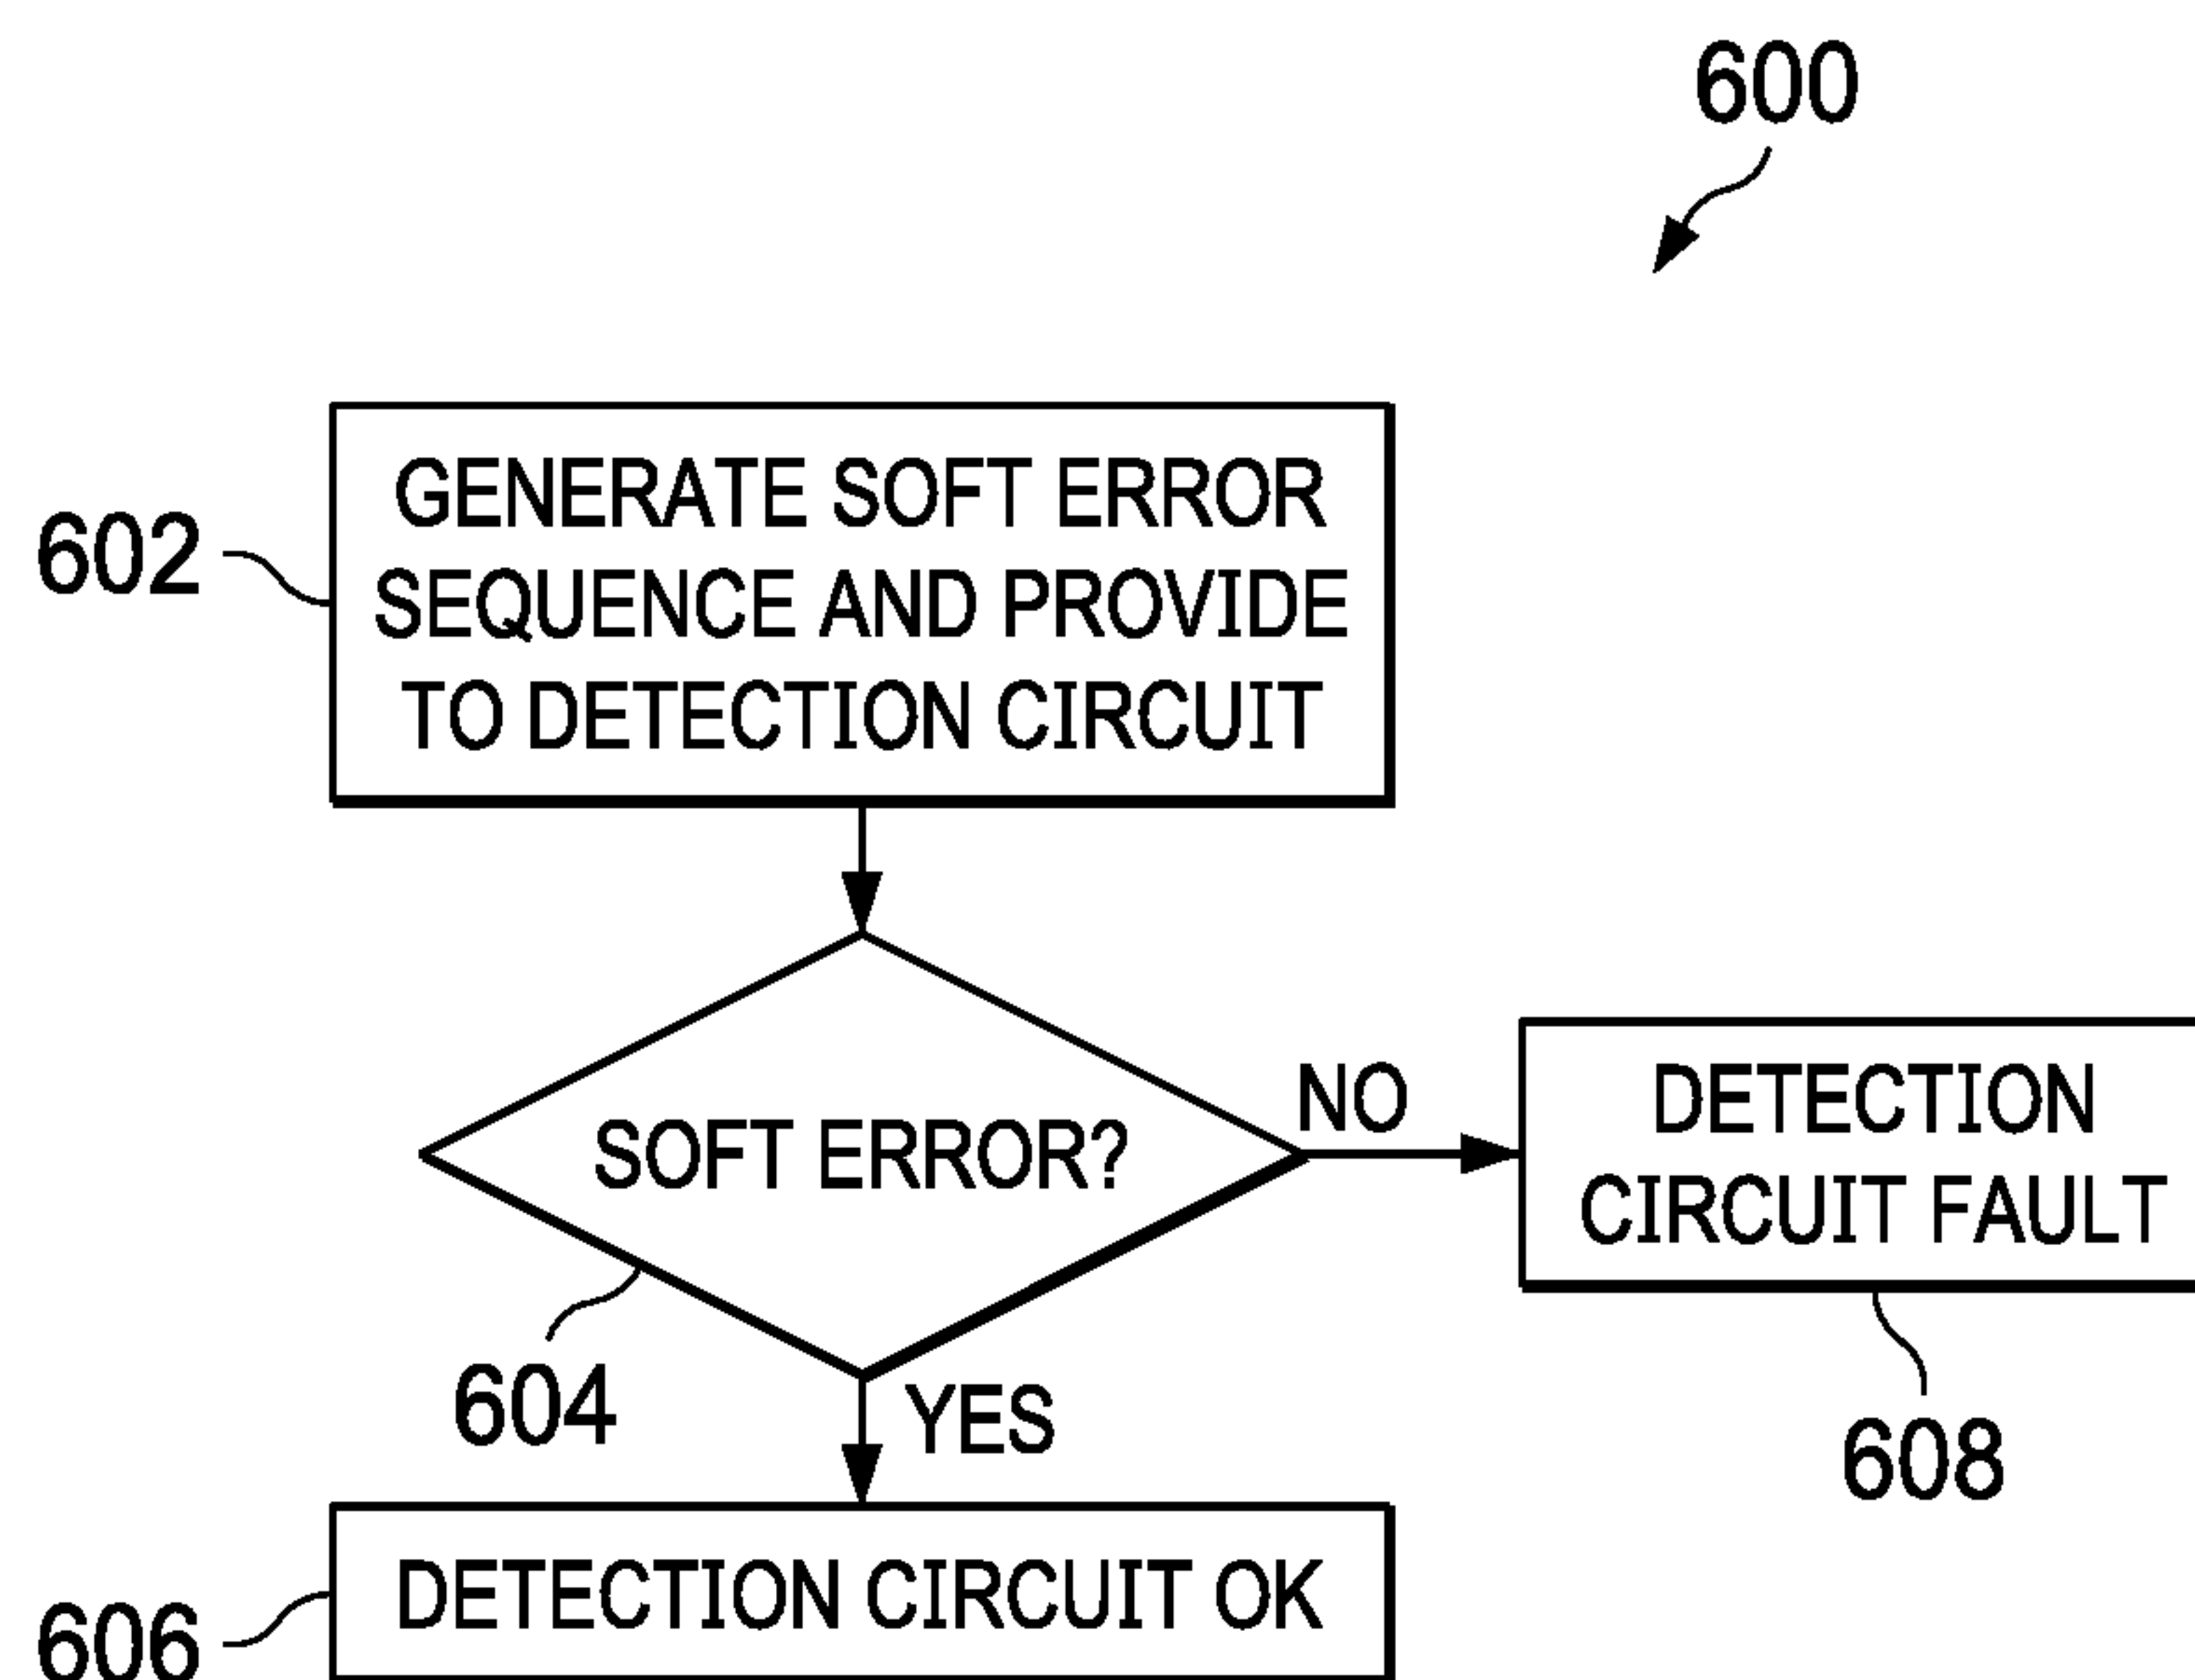 600
GENERATE SOFT ERROR
602
SEQUENCE AND PROVIDE
TO DETECTION CIRCUIT
SOFT ERROR?
NO
DETECTION
CIRCUIT FAULT
604
YES
608
DETECTION CIRCUIT OK
606